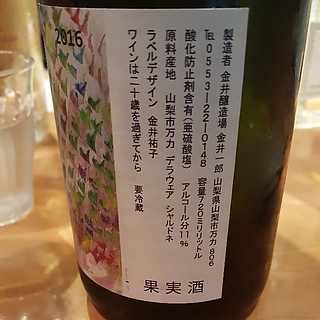 2016
製造者 金井醸造場 金井一郎 山梨県山梨市万力806
℡0553―22―0148 容量720ミリリットル
酸化防止剤含有(亜硫酸塩) アルコール分11%
原料産地 山梨市万力 デラウェア シャルドネ
ラベルデザイン 金井祐子
ワインは二十歳を過ぎてから 要冷蔵
果実酒